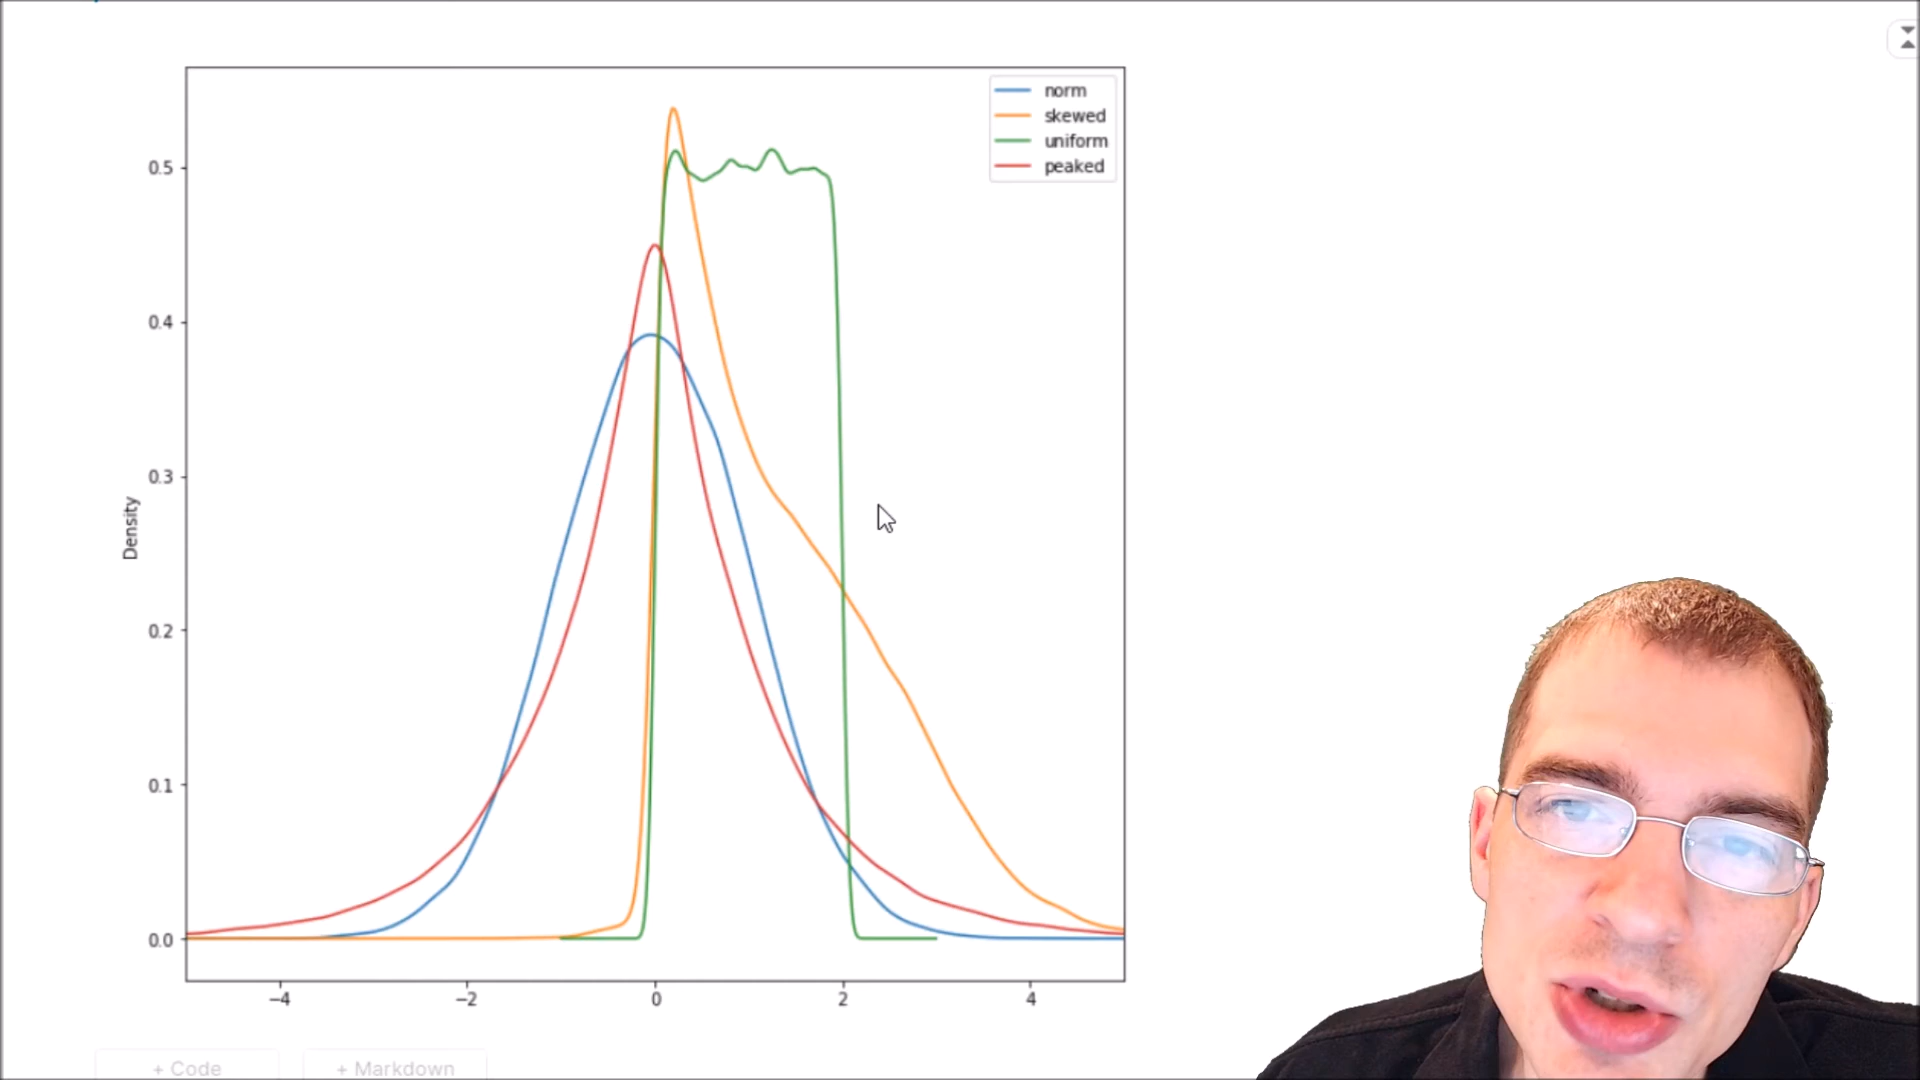 norm
skewed
uniform
peaked
0.5
0.4
0.3
0.2
0.1
0.0
Density
−4
−2
0
2
4
+ Code
+ Markdown